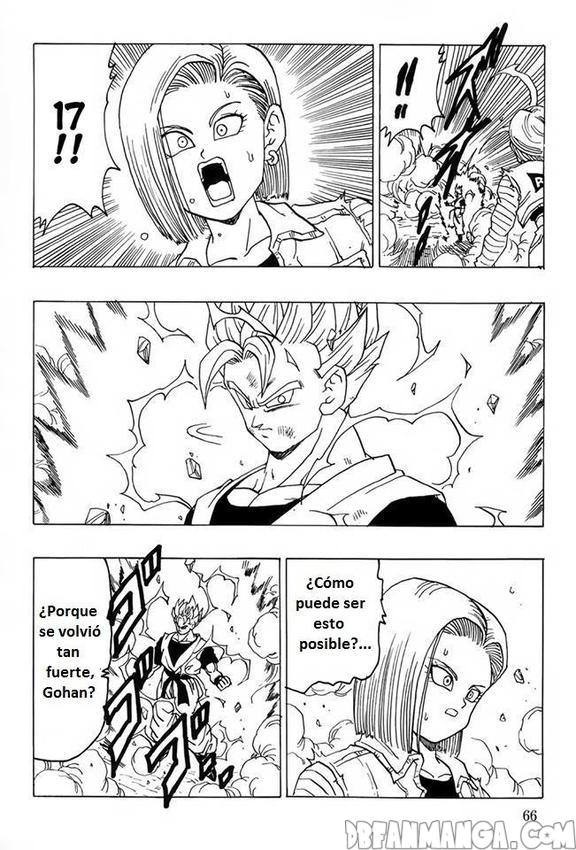 !!
17
!!
¿Cómo
puede ser
esto
posible?...
¿Porque
se volvió
tan
fuerte,
Gohan?
66
DBFANMANGA.COM